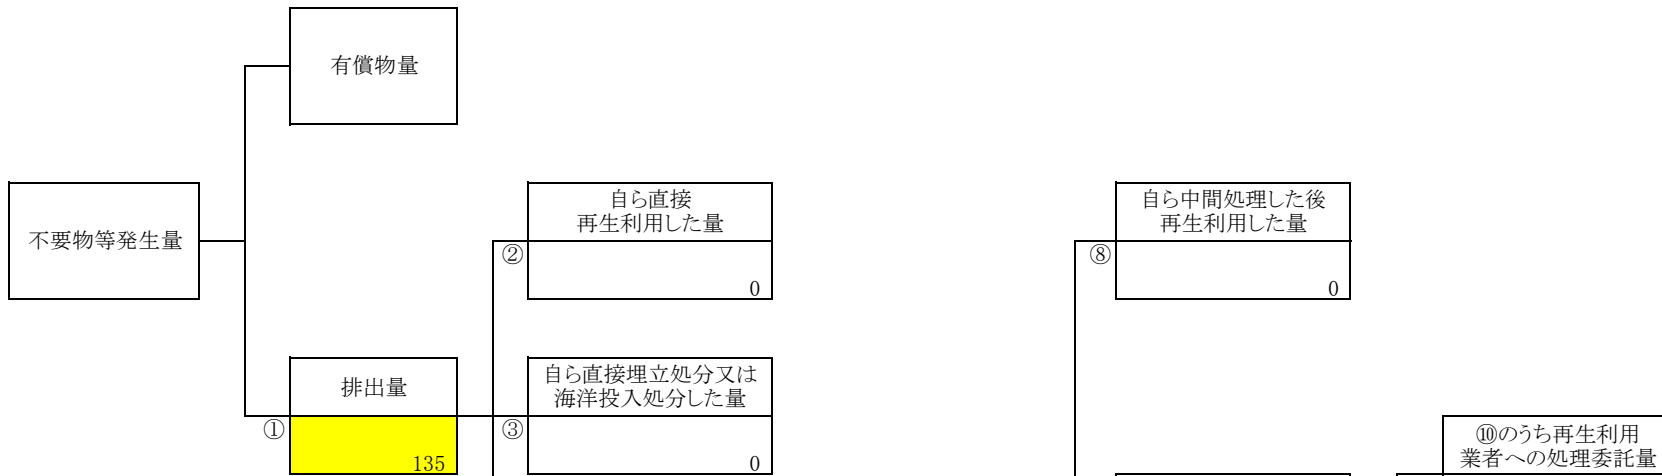 有償物量
不要物等発生量
自ら直接
再生利用した量
②
0
自ら中間処理した後
再生利用した量
⑧
0
排出量
①
135
自ら直接埋立処分又は
海洋投入処分した量
③
0
⑩のうち再生利用
業者への処理委託量